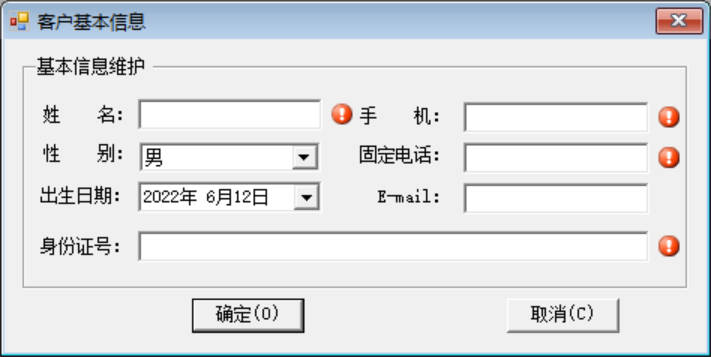 客户基本信息
基本信息维护
姓 名： 手 机：
性 别： 男 固定电话：
出生日期： 2022年 6月12日 E-mail：
身份证号：
确定(O) 取消(C)